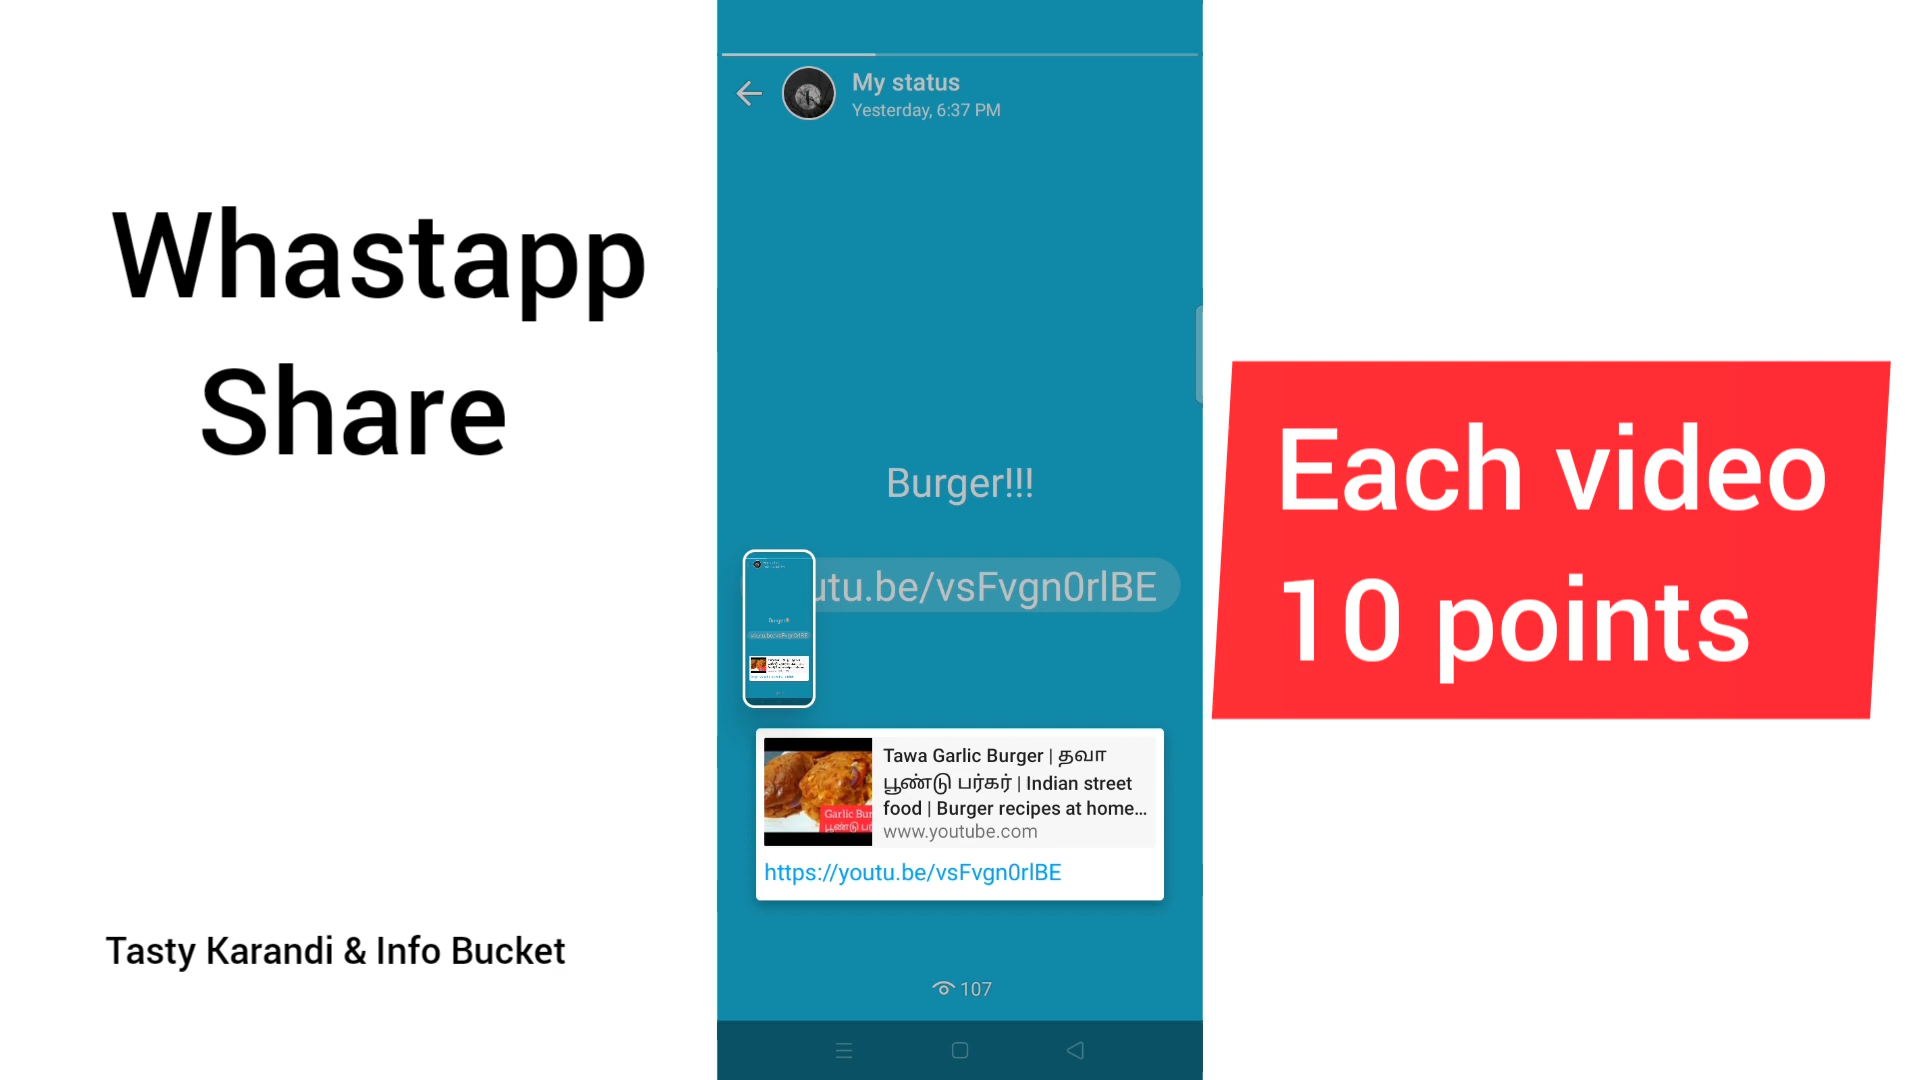 Whastapp
Share
Tasty Karandi & Info Bucket
My status
Yesterday, 6:37 PM
Burger!!!
utu.be/vsFvgn0rlBE
Tawa Garlic Burger | தவா
பூண்டு பர்கர் | Indian street
food | Burger recipes at home...
www.youtube.com
https://youtu.be/vsFvgn0rlBE
107
Each video
10 points